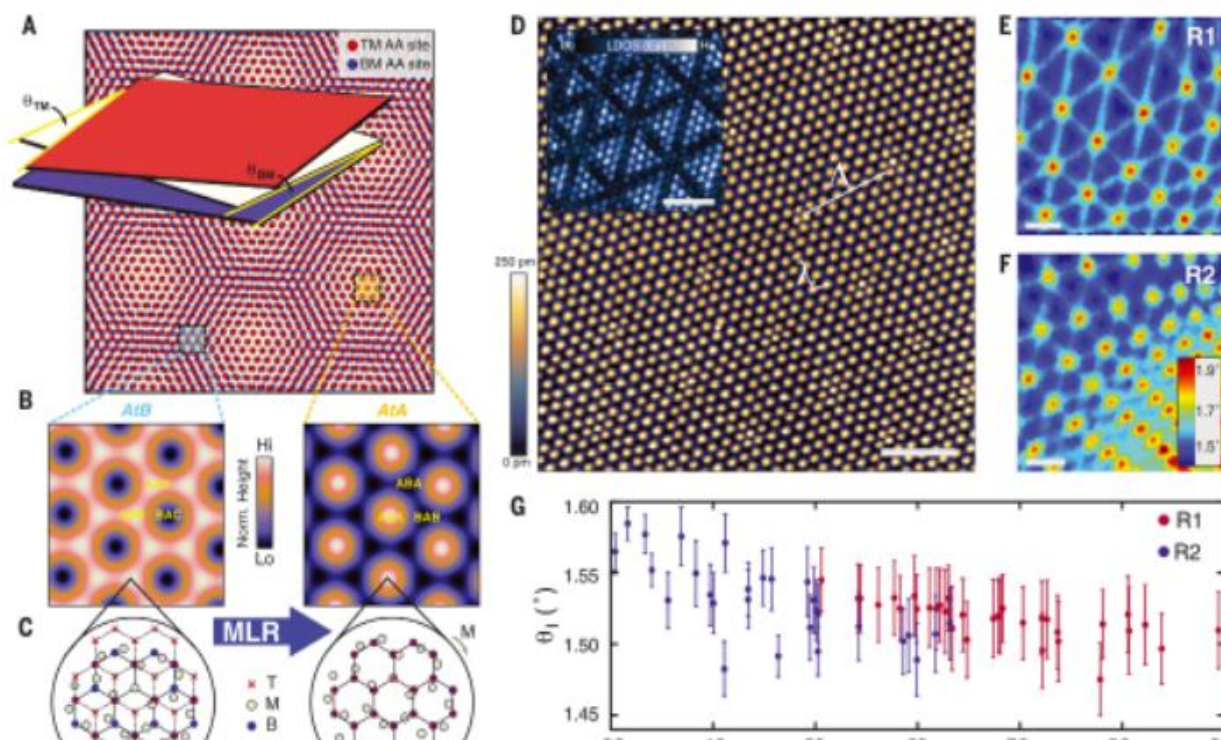 A
TM AA site
BM AA site
θTM
B
AtB
AtA
Norm. Height
Hi
Lo
BAC
ABA
BAB
C
MLR
M
T
M
B
D
LDOS
250 pm
0 pm
Λ
λ
E
R1
F
R2
1.9°
1.7°
1.5°
G
R1
R2
θl (°)
1.60
1.55
1.50
1.45